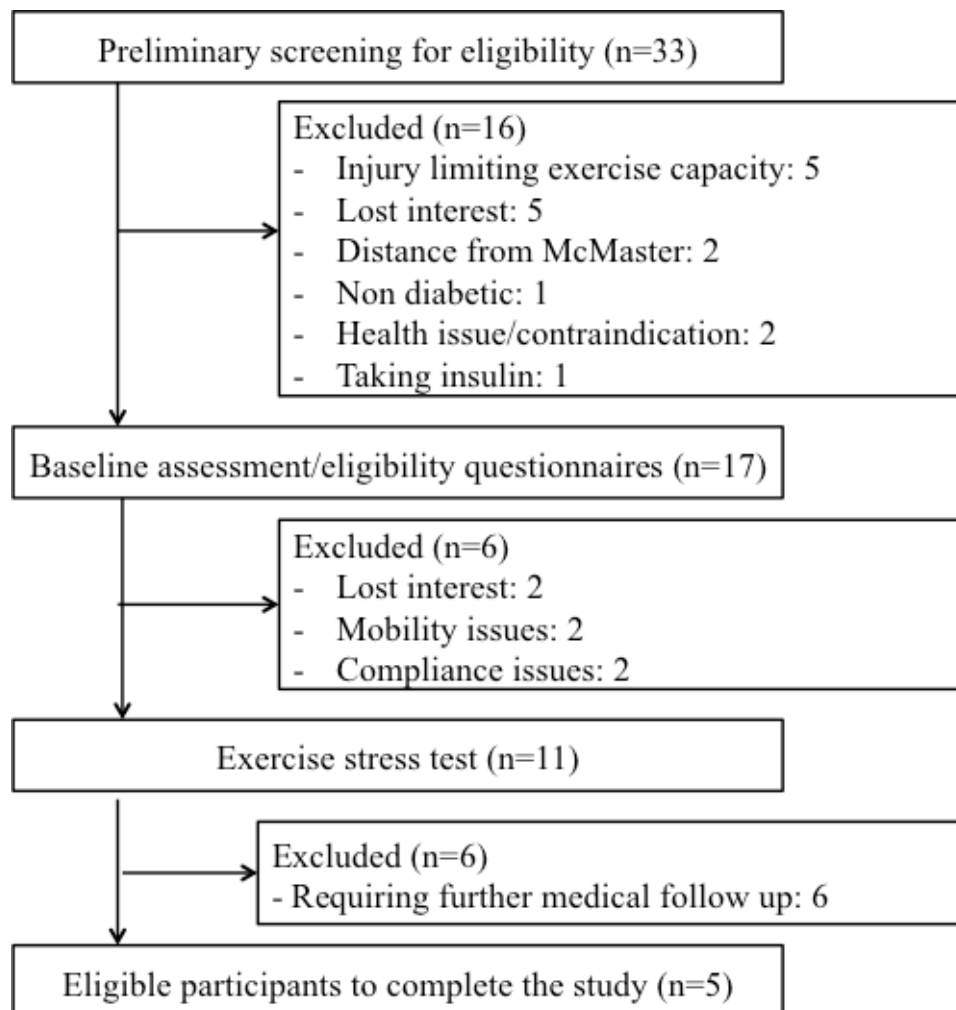 Preliminary screening for eligibility (n=33)
Excluded (n=16)
- Injury limiting exercise capacity: 5
- Lost interest: 5
- Distance from McMaster: 2
- Non diabetic: 1
- Health issue/contraindication: 2
- Taking insulin: 1
Baseline assessment/eligibility questionnaires (n=17)
Excluded (n=6)
- Lost interest: 2
- Mobility issues: 2
- Compliance issues: 2
Exercise stress test (n=11)
Excluded (n=6)
- Requiring further medical follow up: 6
Eligible participants to complete the study (n=5)